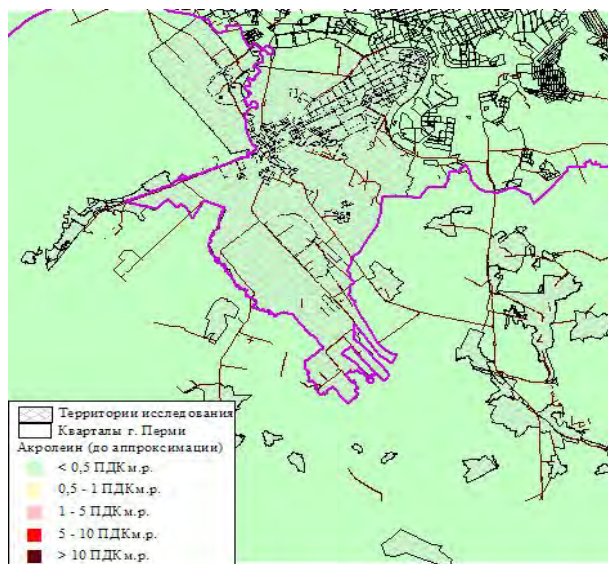 Территории исследования
Кварталы г. Перми
Акролеин (до аппроксимации)
< 0,5 ПДКм.р.
0,5 - 1 ПДКм.р.
1 - 5 ПДКм.р.
5 - 10 ПДКм.р.
> 10 ПДКм.р.